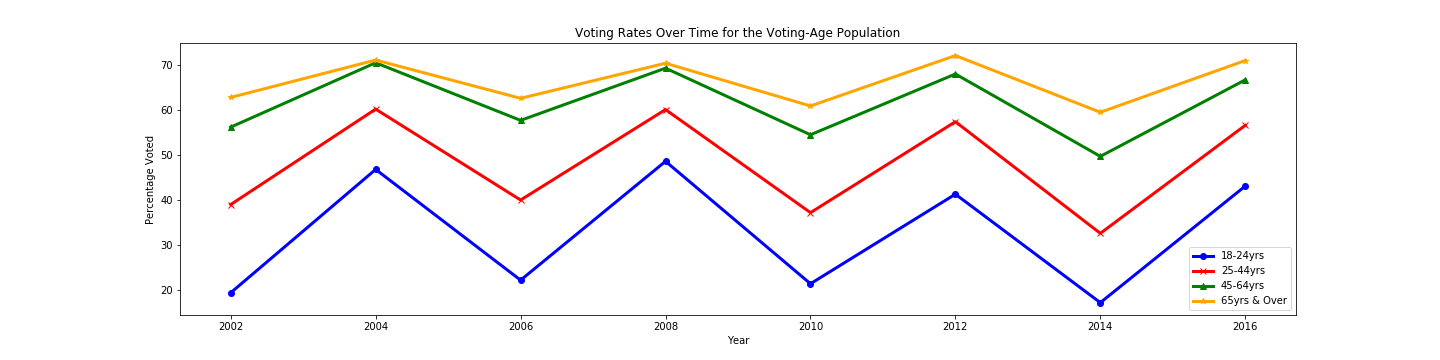 Voting Rates Over Time for the Voting-Age Population
70
60
50
40
30
20
Percentage Voted
2002 2004 2006 2008 2010 2012 2014 2016
Year
18-24yrs
25-44yrs
45-64yrs
65yrs & Over